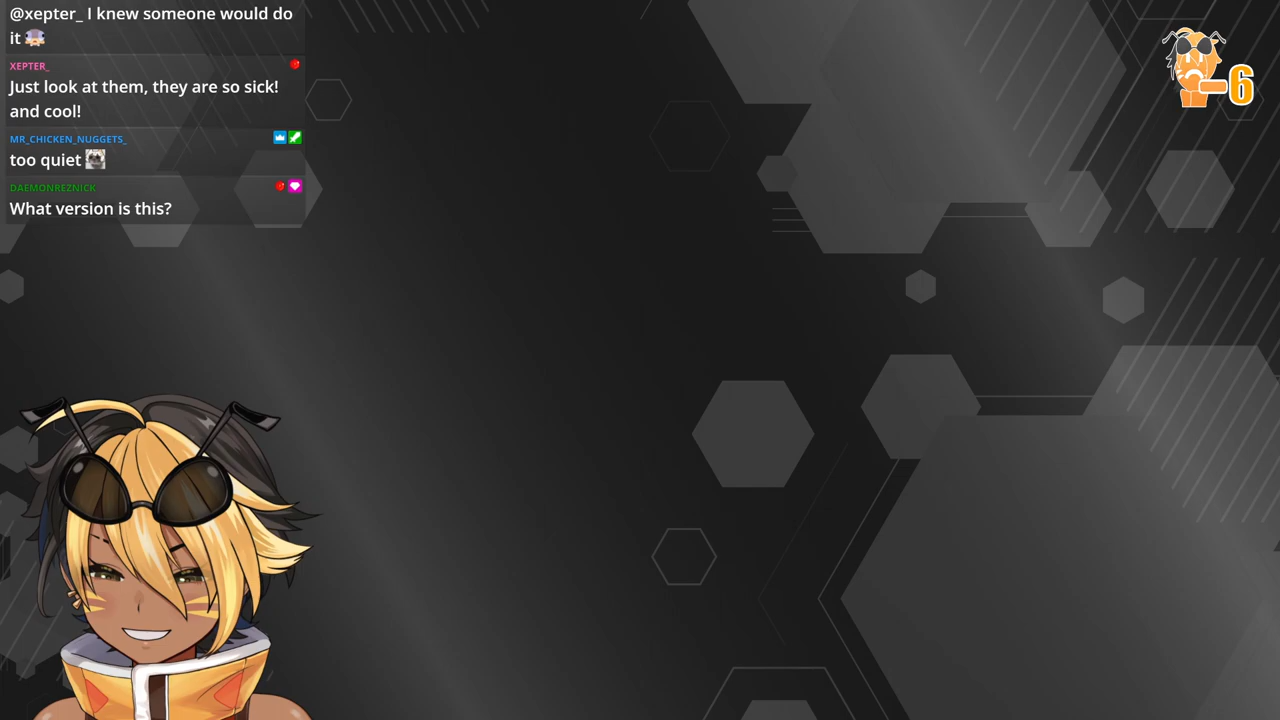 @xepter_ I knew someone would do
it
XEPTER_
Just look at them, they are so sick!
and cool!
MR_CHICKEN_NUGGETS_
too quiet
DAEMONREZNICK
What version is this?
-6